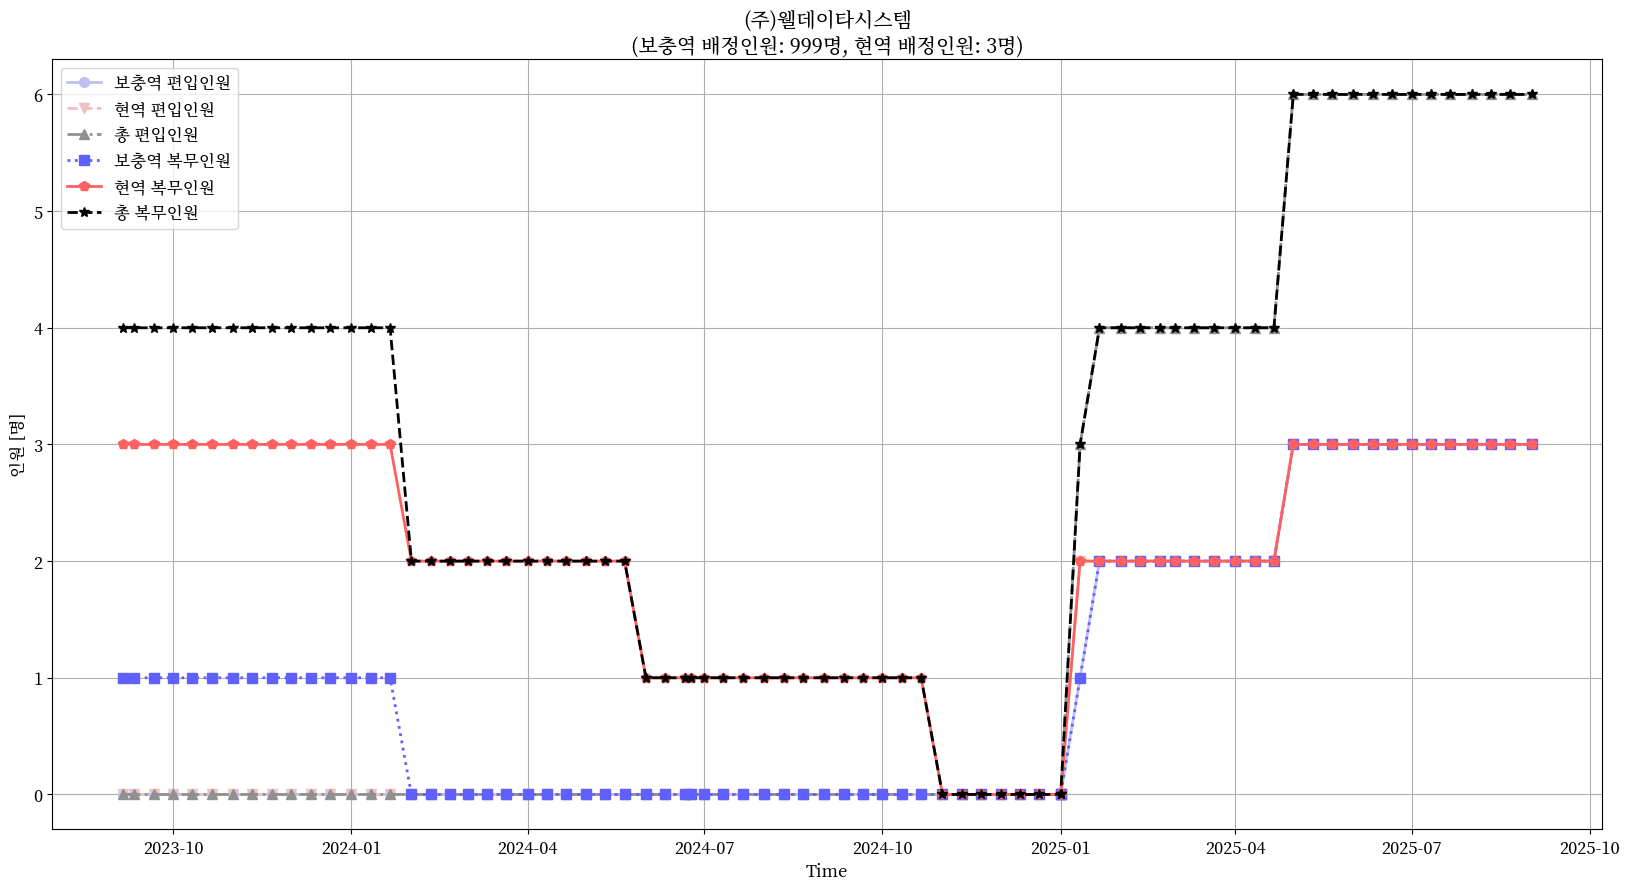 (주)웰데이타시스템
(보충역 배정인원: 999명, 현역 배정인원: 3명)
보충역 편입인원
현역 편입인원
총 편입인원
보충역 복무인원
현역 복무인원
총 복무인원
인원 [명]
6
5
4
3
2
1
0
2023-10
2024-01
2024-04
2024-07
2024-10
2025-01
2025-04
2025-07
2025-10
Time